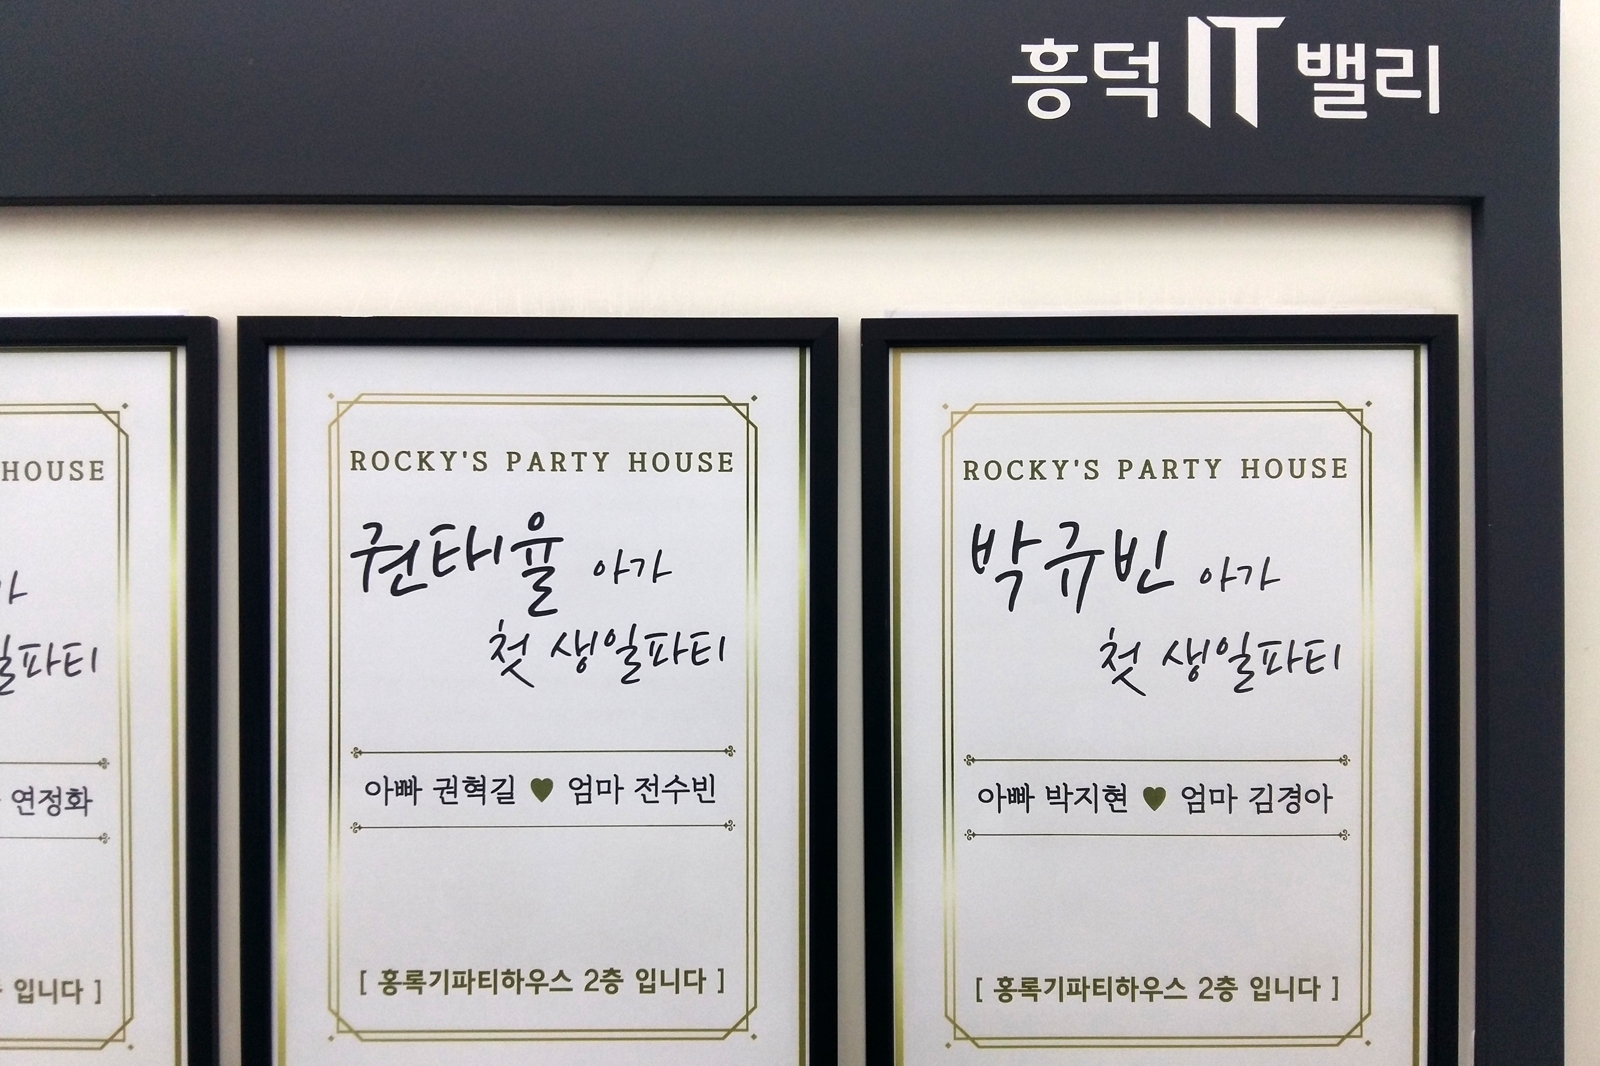 흥덕 IT 밸리
HOUSE
일파티
연정화
입니다 ]
ROCKY'S PARTY HOUSE
권태율 아가
첫 생일파티
아빠 권혁길 ♥ 엄마 전수빈
[ 홍록기파티하우스 2층 입니다 ]
ROCKY'S PARTY HOUSE
박규빈 아가
첫 생일파티
아빠 박지현 ♥ 엄마 김경아
[ 홍록기파티하우스 2층 입니다 ]